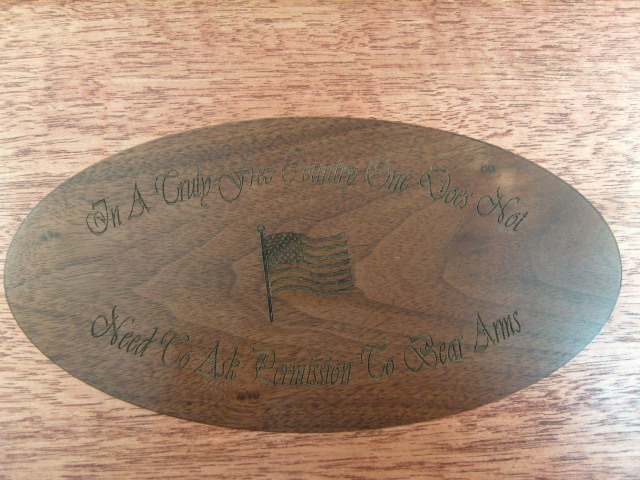 In A Truly Free Country One Does Not
Need To Ask Permission To Bear Arms